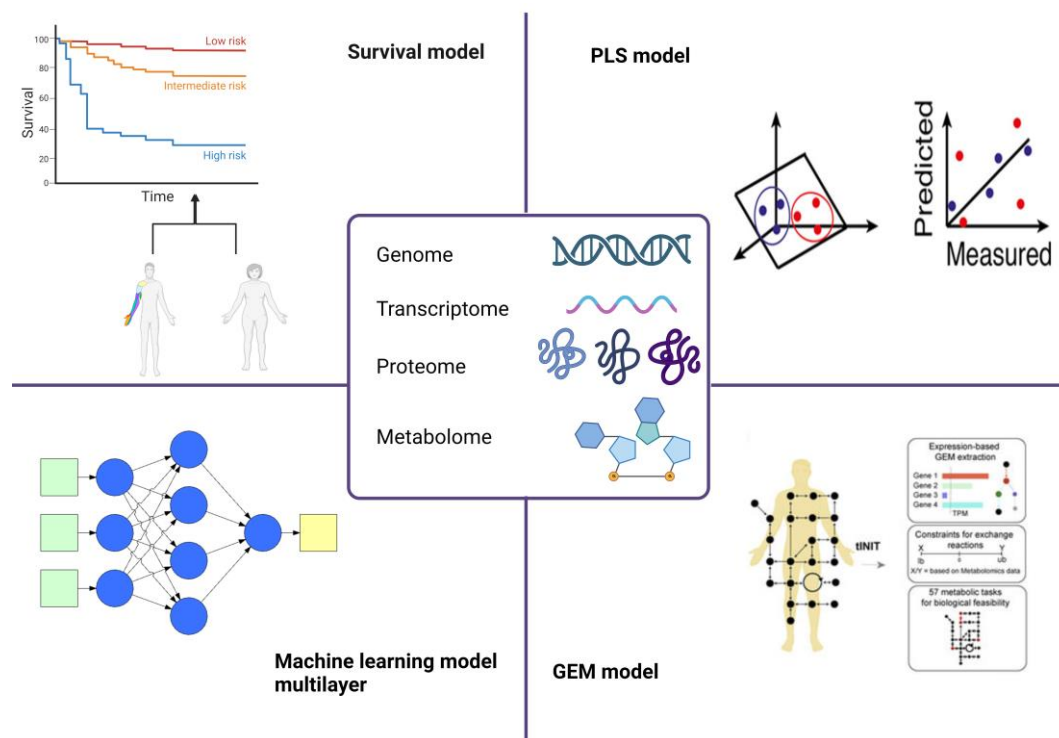 Survival model
100
80
60
40
20
0
Survival
Low risk
Intermediate risk
High risk
Time
PLS model
Predicted
Measured
Genome
Transcriptome
Proteome
Metabolome
Machine learning model
multilayer
GEM model
tINIT
Expression-based
GEM extraction
Gene 1
Gene 2
Gene 3
Gene 4
TPM
Constraints for exchange
reactions
X Y
lb ub
X/Y = based on Metabolomics data
57 metabolic tasks
for biological feasibility